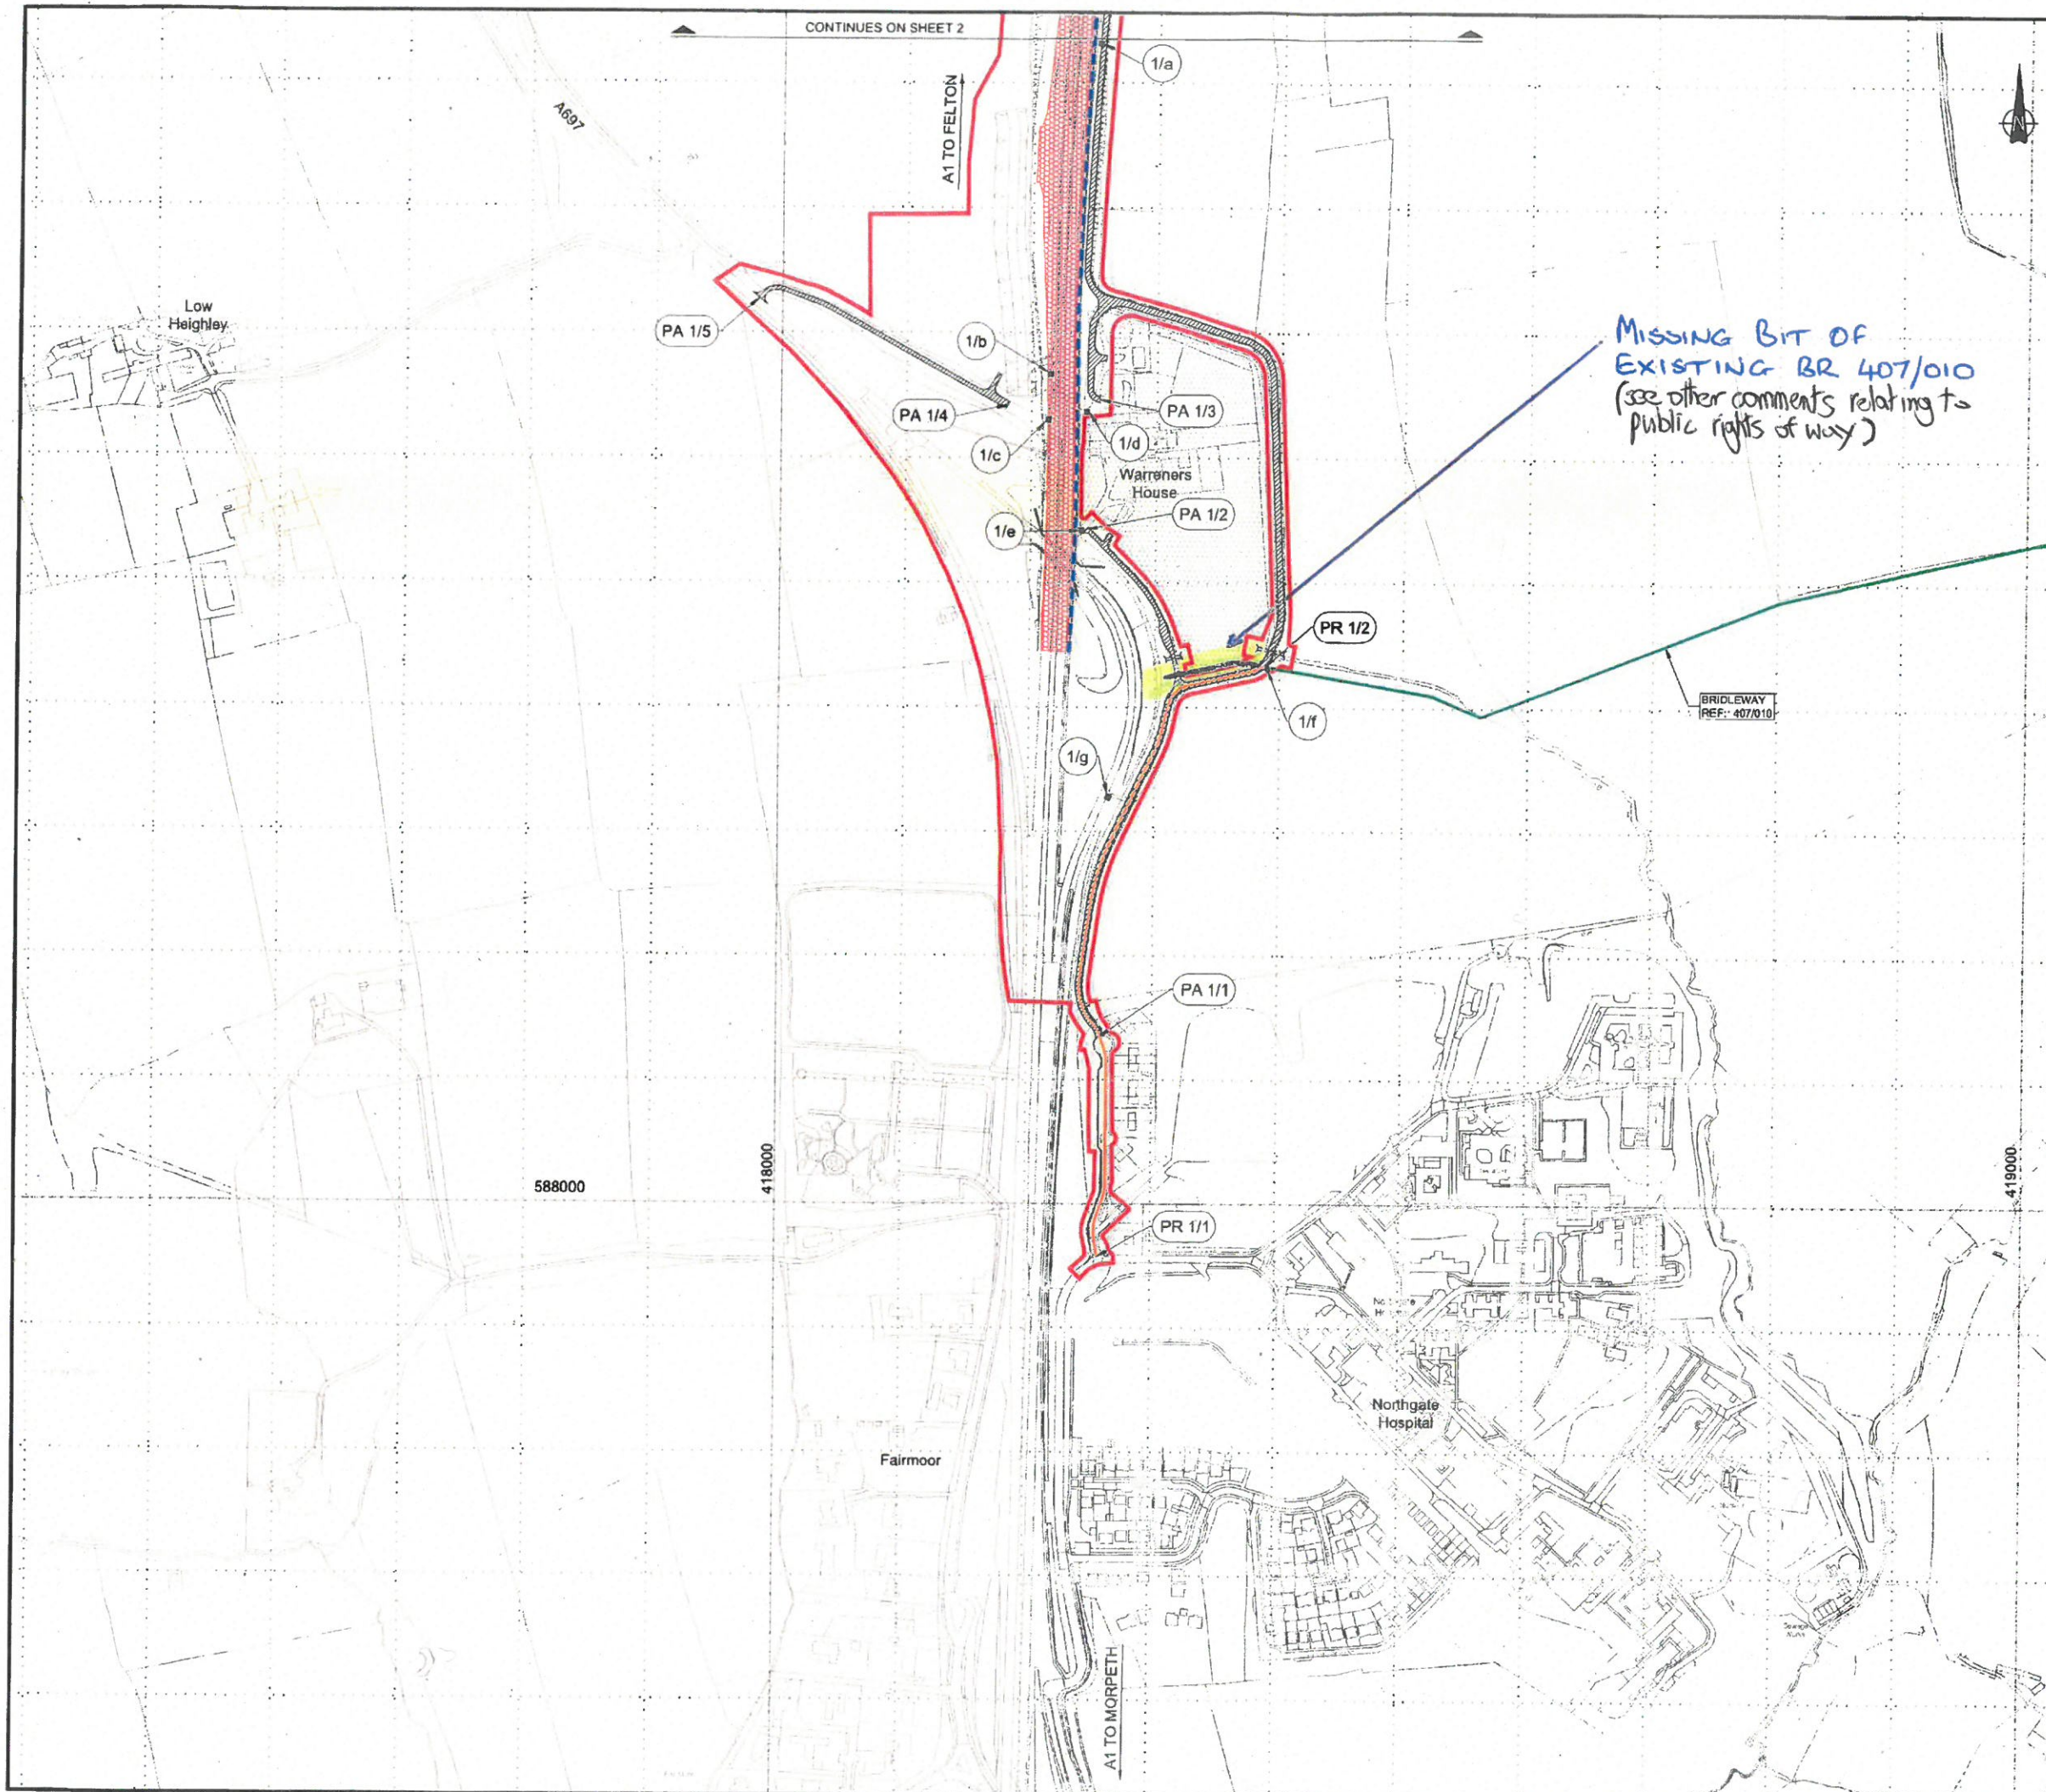 CONTINUES ON SHEET 2
1/a
A697
A1 TO FELTON
Low
Heighley
PA 1/5
1/b
MISSING BIT OF
EXISTING BR 407/010
(see other comments relating to
public rights of way)
PA 1/4
PA 1/3
1/c
1/d
Warreners
House
PA 1/2
1/e
PR 1/2
BRIDLEWAY
REF: 407/010
1/f
1/g
PA 1/1
588000
418000
419000
PR 1/1
Northgate
Hospital
Fairmoor
A1 TO MORPETH
N